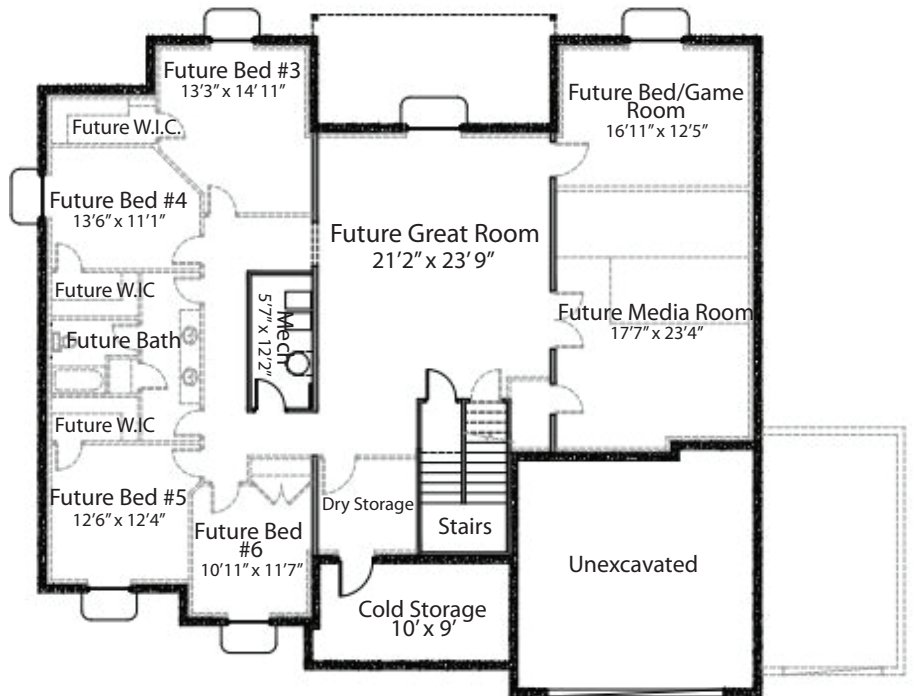 Future Bed #3
13'3" x 14' 11"
Future W.I.C.
Future Bed/Game
Room
16'11" x 12'5"
Future Bed #4
13'6" x 11'1"
Future Great Room
21'2" x 23' 9"
Future W.IC
Mech
5'7" x 12'2"
Future Bath
Future Media Room
17'7" x 23'4"
Future W.IC
Future Bed #5
12'6" x 12'4"
Dry Storage
Stairs
Future Bed
#6
10'11" x 11'7"
Unexcavated
Cold Storage
10' x 9'